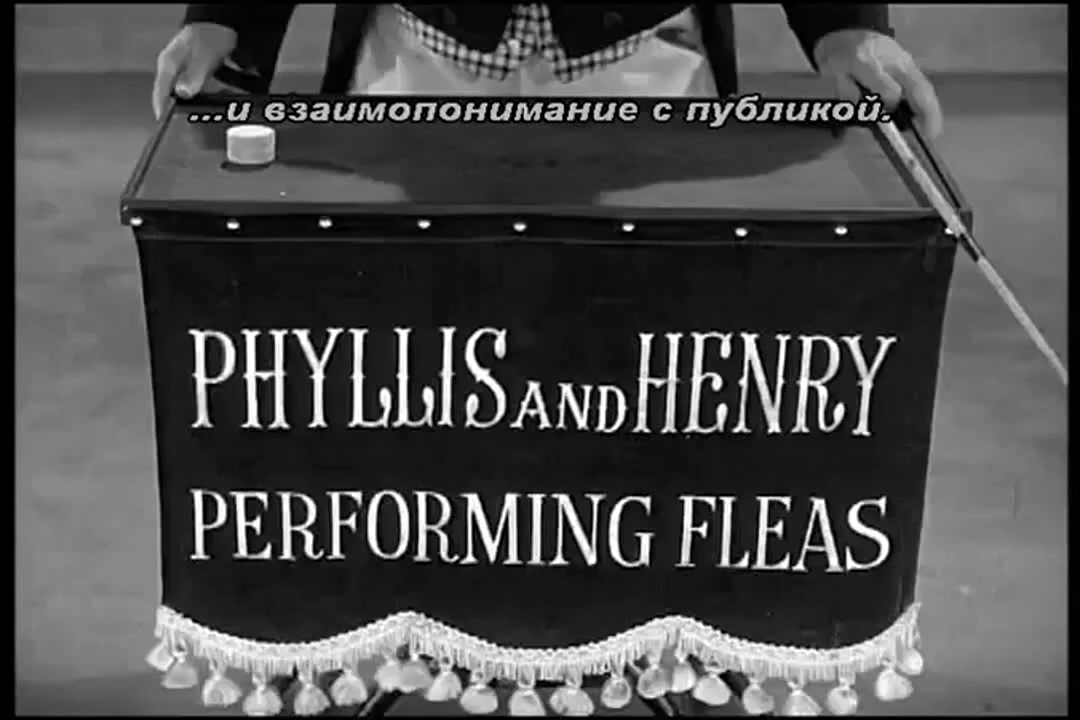 ...и взаимопонимание с публикой.
PHYLLIS AND HENRY
PERFORMING FLEAS